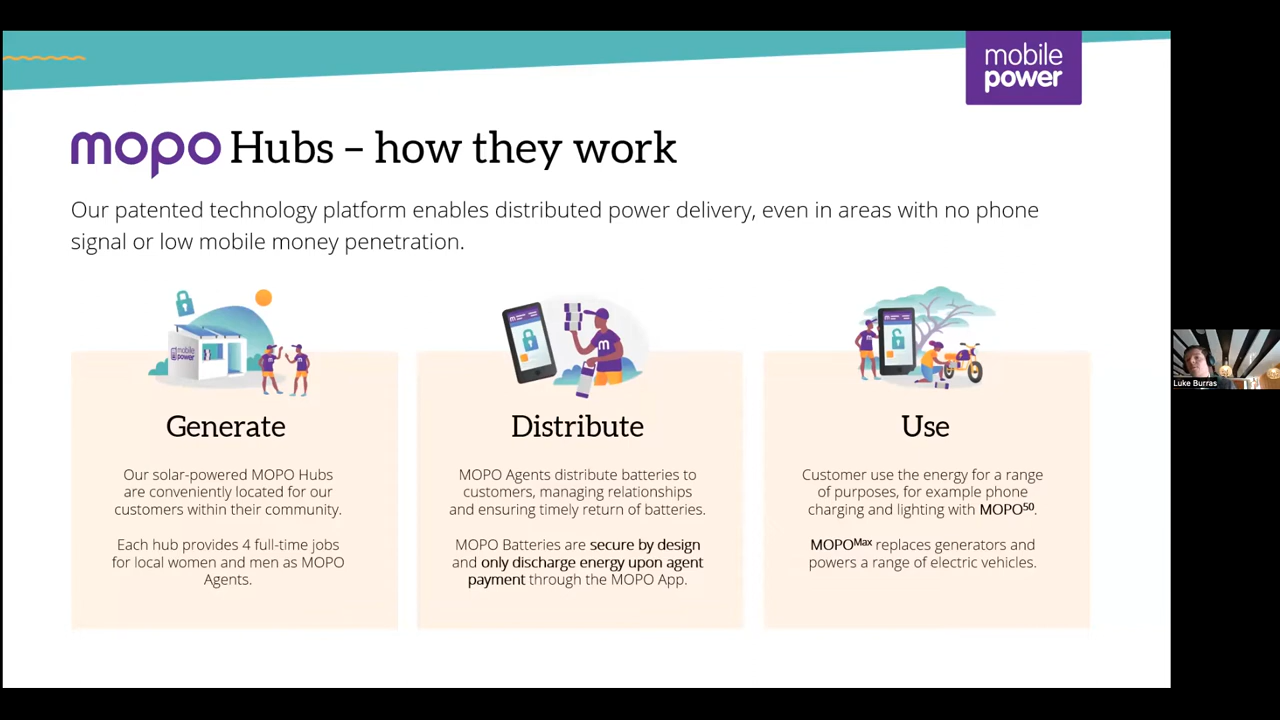 mobile
power
mopo Hubs – how they work
Our patented technology platform enables distributed power delivery, even in areas with no phone
signal or low mobile money penetration.
mobile
power
Generate
Our solar-powered MOPO Hubs
are conveniently located for our
customers within their community.
Each hub provides 4 full-time jobs
for local women and men as MOPO
Agents.
Distribute
MOPO Agents distribute batteries to
customers, managing relationships
and ensuring timely return of batteries.
MOPO Batteries are secure by design
and only discharge energy upon agent
payment through the MOPO App.
Use
Customer use the energy for a range
of purposes, for example phone
charging and lighting with MOPO⁵⁰.
MOPOMax replaces generators and
powers a range of electric vehicles.
Luke Burras